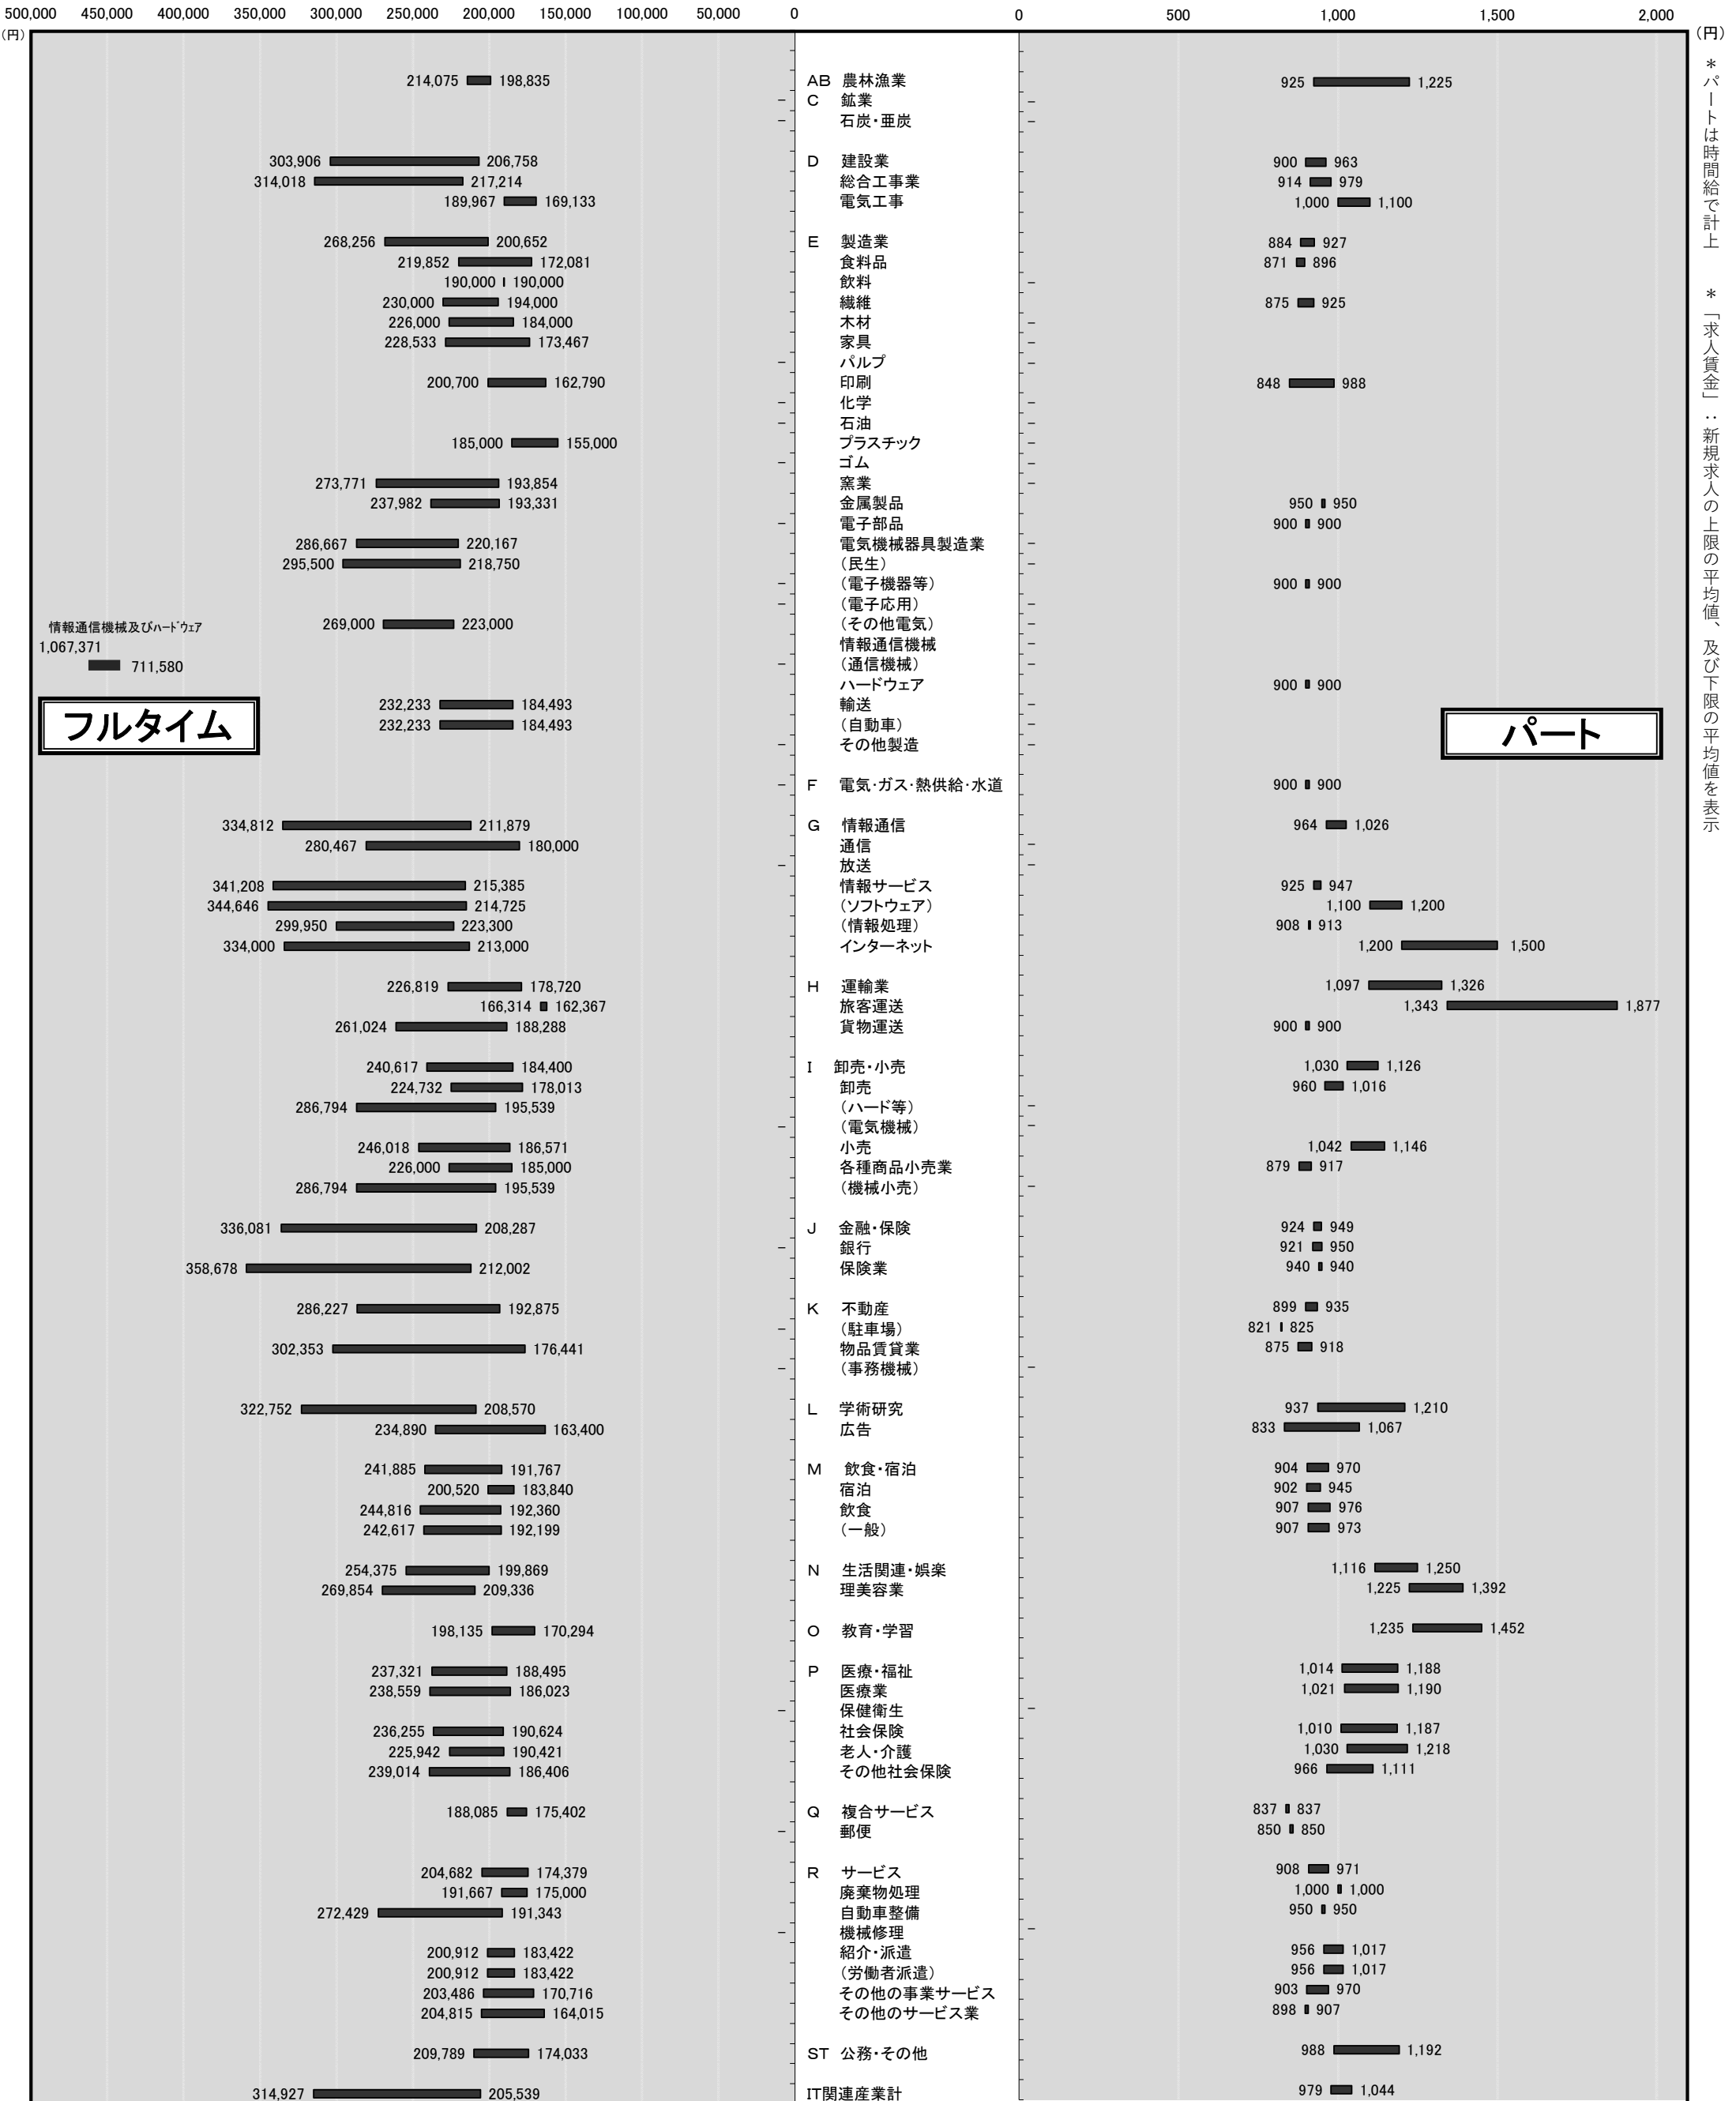 500,000 450,000 400,000 350,000 300,000 250,000 200,000 150,000 100,000 50,000 0 0 500 1,000 1,500 2,000
(円) (円)
214,075 198,835 AB 農林漁業 925 1,225
C 鉱業
石炭・亜炭
303,906 206,758 D 建設業 900 963
314,018 217,214 総合工事業 914 979
189,967 169,133 電気工事 1,000 1,100
268,256 200,652 E 製造業 884 927
219,852 172,081 食料品 871 896
190,000 190,000 飲料
230,000 194,000 繊維 875 925
226,000 184,000 木材
228,533 173,467 家具
パルプ
200,700 162,790 印刷 848 988
化学
石油
185,000 155,000 プラスチック
ゴム
273,771 193,854 窯業
237,982 193,331 金属製品 950 950
電子部品 900 900
286,667 220,167 電気機械器具製造業
295,500 218,750 (民生)
(電子機器等) 900 900
(電子応用)
269,000 223,000 (その他電気)
情報通信機械及びハードウェア
1,067,371 情報通信機械
711,580 (通信機械)
ハードウェア 900 900
232,233 184,493 輸送
232,233 184,493 (自動車)
フルタイム
パート
その他製造
F 電気・ガス・熱供給・水道 900 900
334,812 211,879 G 情報通信 964 1,026
280,467 180,000 通信
放送
341,208 215,385 情報サービス 925 947
344,646 214,725 (ソフトウェア) 1,100 1,200
299,950 223,300 (情報処理) 908 913
334,000 213,000 インターネット 1,200 1,500
226,819 178,720 H 運輸業 1,097 1,326
166,314 162,367 旅客運送 1,343 1,877
261,024 188,288 貨物運送 900 900
240,617 184,400 I 卸売・小売 1,030 1,126
224,732 178,013 卸売 960 1,016
286,794 195,539 (ハード等)
(電気機械)
246,018 186,571 小売 1,042 1,146
226,000 185,000 各種商品小売業 879 917
286,794 195,539 (機械小売)
336,081 208,287 J 金融・保険 924 949
銀行 921 950
358,678 212,002 保険業 940 940
286,227 192,875 K 不動産 899 935
(駐車場) 821 825
302,353 176,441 物品賃貸業 875 918
(事務機械)
322,752 208,570 L 学術研究 937 1,210
234,890 163,400 広告 833 1,067
241,885 191,767 M 飲食・宿泊 904 970
200,520 183,840 宿泊 902 945
244,816 192,360 飲食 907 976
242,617 192,199 (一般) 907 973
254,375 199,869 N 生活関連・娯楽 1,116 1,250
269,854 209,336 理美容業 1,225 1,392
198,135 170,294 O 教育・学習 1,235 1,452
237,321 188,495 P 医療・福祉 1,014 1,188
238,559 186,023 医療業 1,021 1,190
保健衛生
236,255 190,624 社会保険 1,010 1,187
225,942 190,421 老人・介護 1,030 1,218
239,014 186,406 その他社会保険 966 1,111
188,085 175,402 Q 複合サービス 837 837
郵便 850 850
204,682 174,379 R サービス 908 971
191,667 175,000 廃棄物処理 1,000 1,000
272,429 191,343 自動車整備 950 950
機械修理
200,912 183,422 紹介・派遣 956 1,017
200,912 183,422 (労働者派遣) 956 1,017
203,486 170,716 その他の事業サービス 903 970
204,815 164,015 その他のサービス業 898 907
209,789 174,033 ST 公務・その他 988 1,192
314,927 205,539 IT関連産業計 979 1,044
＊パートは時間給で計上 ＊「求人賃金」:新規求人の上限の平均値、及び下限の平均値を表示